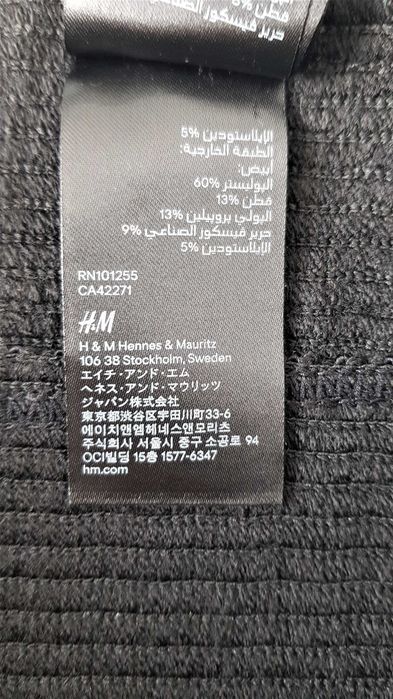 قطن %8
حرير فيسكوز الصناعي
الإيلاستودين %5
الطبقة الخارجية:
أبيض:
البوليستر %60
قطن %13
البولي بروبيلين %13
حرير فيسكوز الصناعي %9
الإيلاستودين %5
RN101255
CA42271
H&M
H & M Hennes & Mauritz
106 38 Stockholm, Sweden
エイチ・アンド・エム
ヘネス・アンド・マウリッツ
ジャパン株式会社
東京都渋谷区宇田川町33-6
에이치앤엠헤네스앤모리츠
주식회사 서울시 중구 소공로 94
OCI빌딩 15층 1577-6347
hm.com